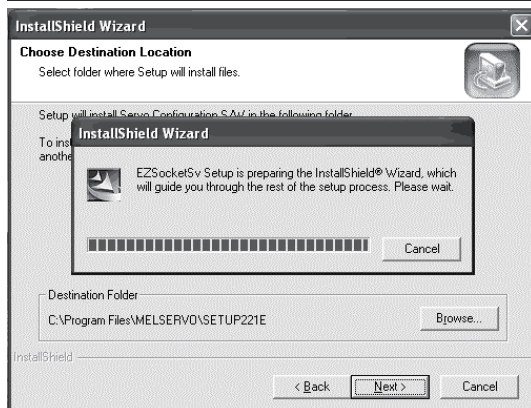 InstallShield Wizard
Choose Destination Location
Select folder where Setup will install files.
Setup will install Servo Configuration S/W in the following folder.
To ins
anothe
InstallShield Wizard
EZSocketSv Setup is preparing the InstallShield® Wizard, which
will guide you through the rest of the setup process. Please wait.
Cancel
Destination Folder
C:\Program Files\MELSERVO\SETUP221E
Browse...
InstallShield
< Back
Next >
Cancel